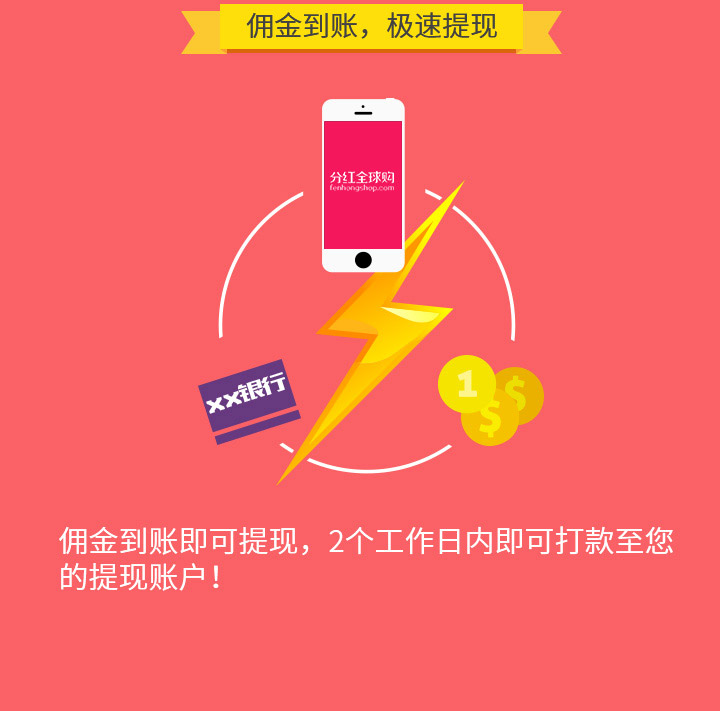 佣金到账，极速提现
分红全球购
fenhongshop.com
xx银行
1
$
$
佣金到账即可提现，2个工作日内即可打款至您
的提现账户！